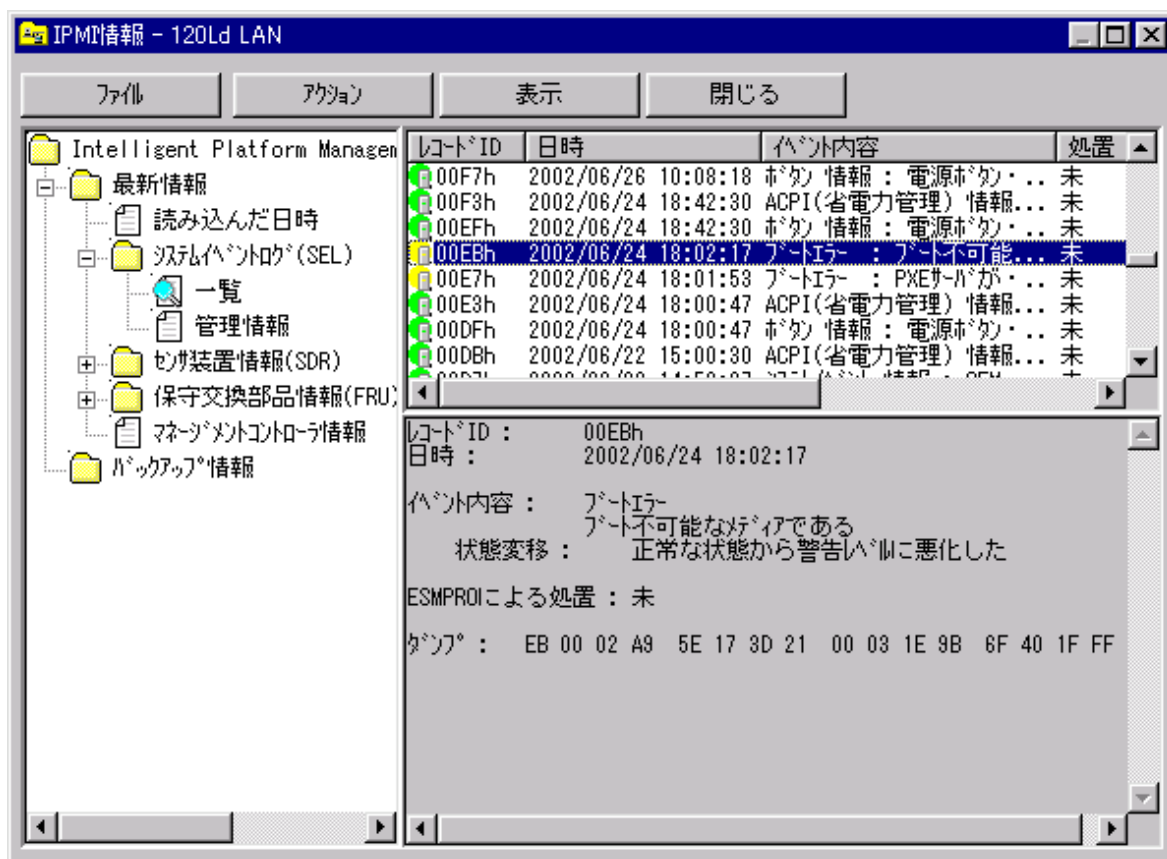 IPMI情報 - 120Ld LAN
ファイル アクション 表示 閉じる
Intelligent Platform Managem
最新情報
読み込んだ日時
システムイベントログ(SEL)
一覧
管理情報
センサ装置情報(SDR)
保守交換部品情報(FRU)
マネージメントコントローラ情報
バックアップ情報
レコードID 日時 イベント内容 処置
00F7h 2002/06/26 10:08:18 ボタン 情報 : 電源ボタン・.. 未
00F3h 2002/06/24 18:42:30 ACPI(省電力管理) 情報... 未
00EFh 2002/06/24 18:42:30 ボタン 情報 : 電源ボタン・.. 未
00EBh 2002/06/24 18:02:17 ブートエラー : ブート不可能... 未
00E7h 2002/06/24 18:01:53 ブートエラー : PXEサーバが・.. 未
00E3h 2002/06/24 18:00:47 ACPI(省電力管理) 情報... 未
00DFh 2002/06/24 18:00:47 ボタン 情報 : 電源ボタン・.. 未
00DBh 2002/06/22 15:00:30 ACPI(省電力管理) 情報... 未
レコードID : 00EBh
日時 : 2002/06/24 18:02:17
イベント内容 : ブートエラー
ブート不可能なメディアである
状態変移 : 正常な状態から警告レベルに悪化した
ESMPROによる処置 : 未
ダンプ : EB 00 02 A9 5E 17 3D 21 00 03 1E 9B 6F 40 1F FF